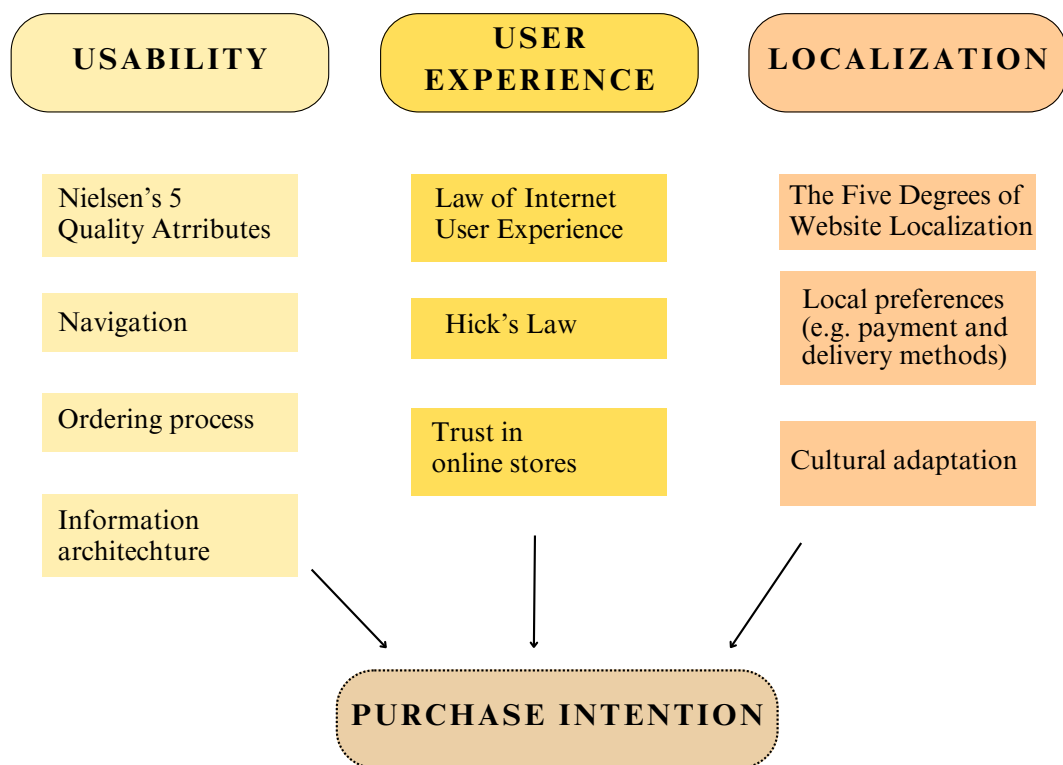 USABILITY
Nielsen's 5
Quality Atrributes
Navigation
Ordering process
Information
architechture
USER
EXPERIENCE
Law of Internet
User Experience
Hick's Law
Trust in
online stores
LOCALIZATION
The Five Degrees of
Website Localization
Local preferences
(e.g. payment and
delivery methods)
Cultural adaptation
PURCHASE INTENTION